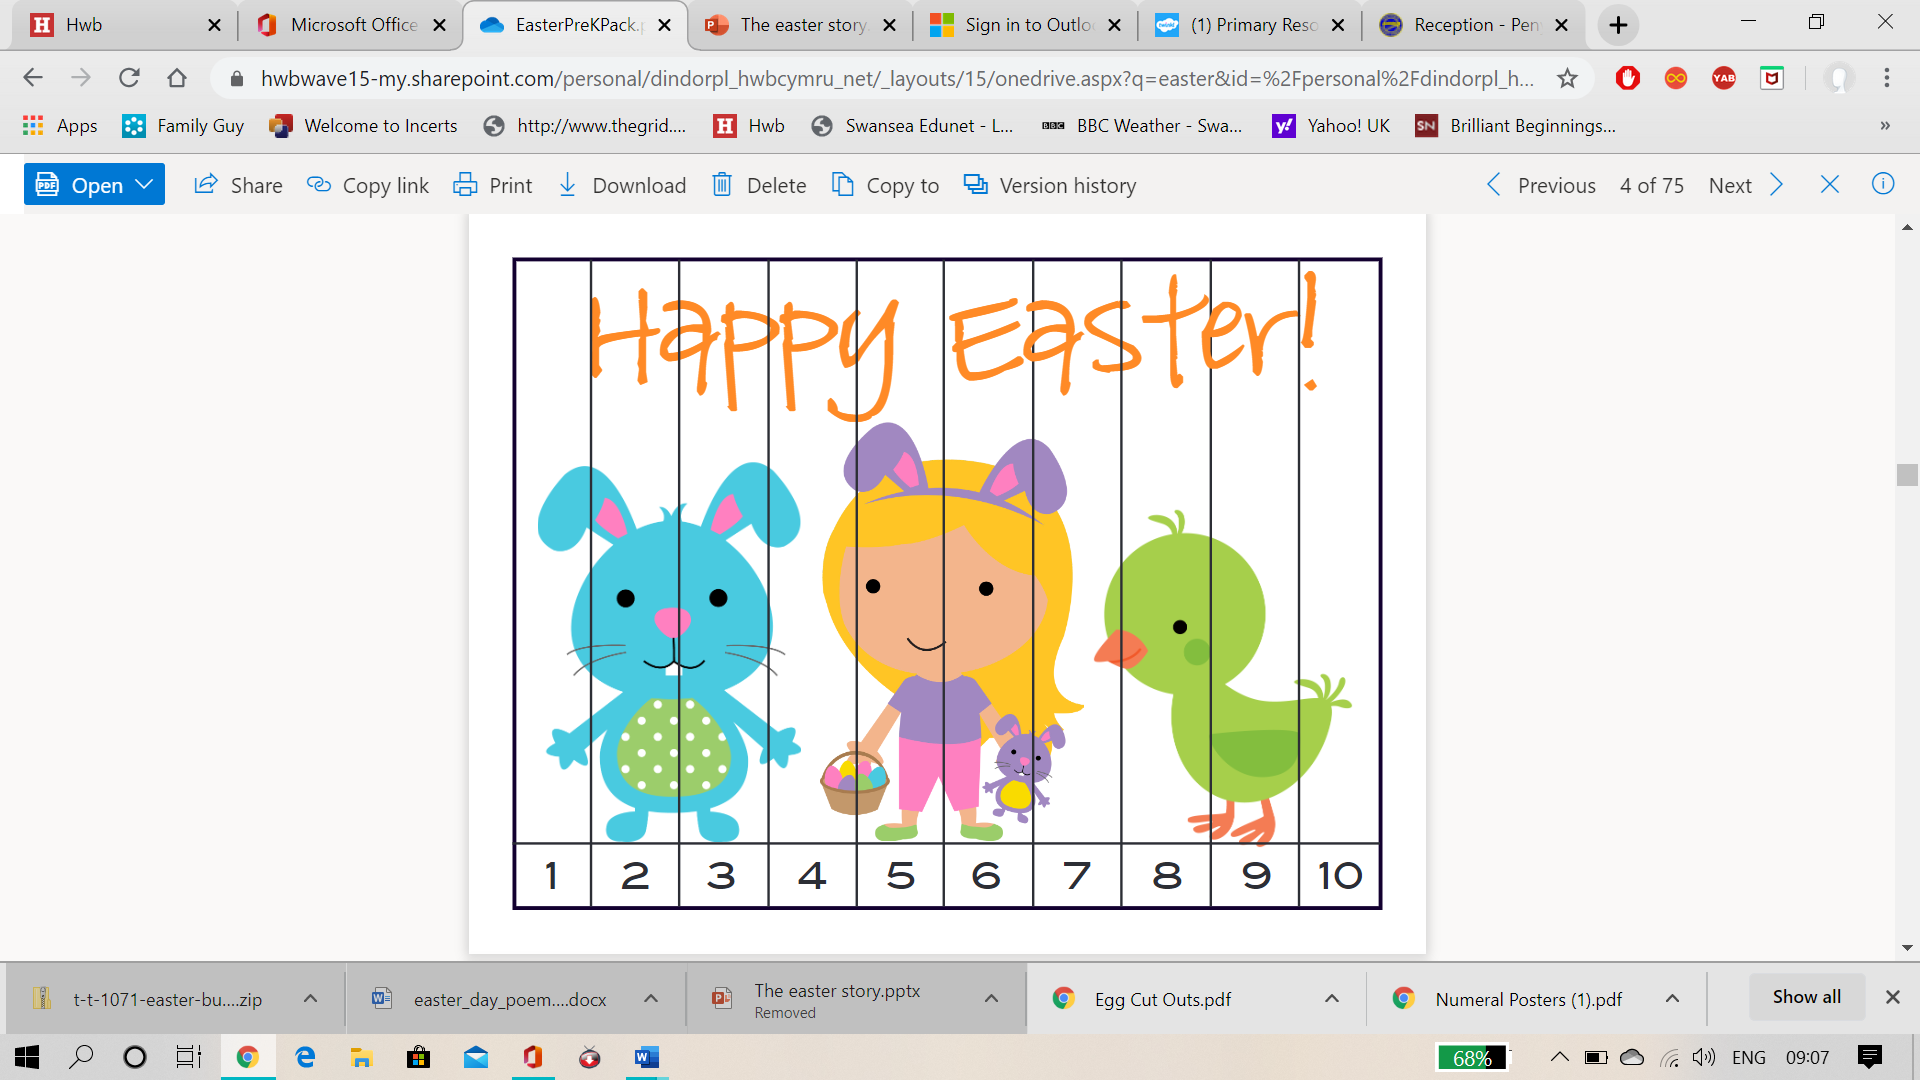 Hwb
Microsoft Office
EasterPreKPack.p
The easter story.
Sign in to Outlo
(1) Primary Reso
Reception - Pen
hwbwave15-my.sharepoint.com/personal/dindorpl_hwbcymru_net/_layouts/15/onedrive.aspx?q=easter&id=%2Fpersonal%2Fdindorpl_h...
YAB
Apps
Family Guy
Welcome to Incerts
http://www.thegrid....
H Hwb
Swansea Edunet - L...
BBC BBC Weather - Swa...
y! Yahoo! UK
SN Brilliant Beginnings...
PDF Open
Share
Copy link
Print
Download
Delete
Copy to
Version history
Previous
4 of 75
Next
Happy Easter!
1 2 3 4 5 6 7 8 9 10
t-t-1071-easter-bu....zip
easter_day_poem....docx
The easter story.pptx
Removed
Egg Cut Outs.pdf
Numeral Posters (1).pdf
Show all
68%
ENG
09:07